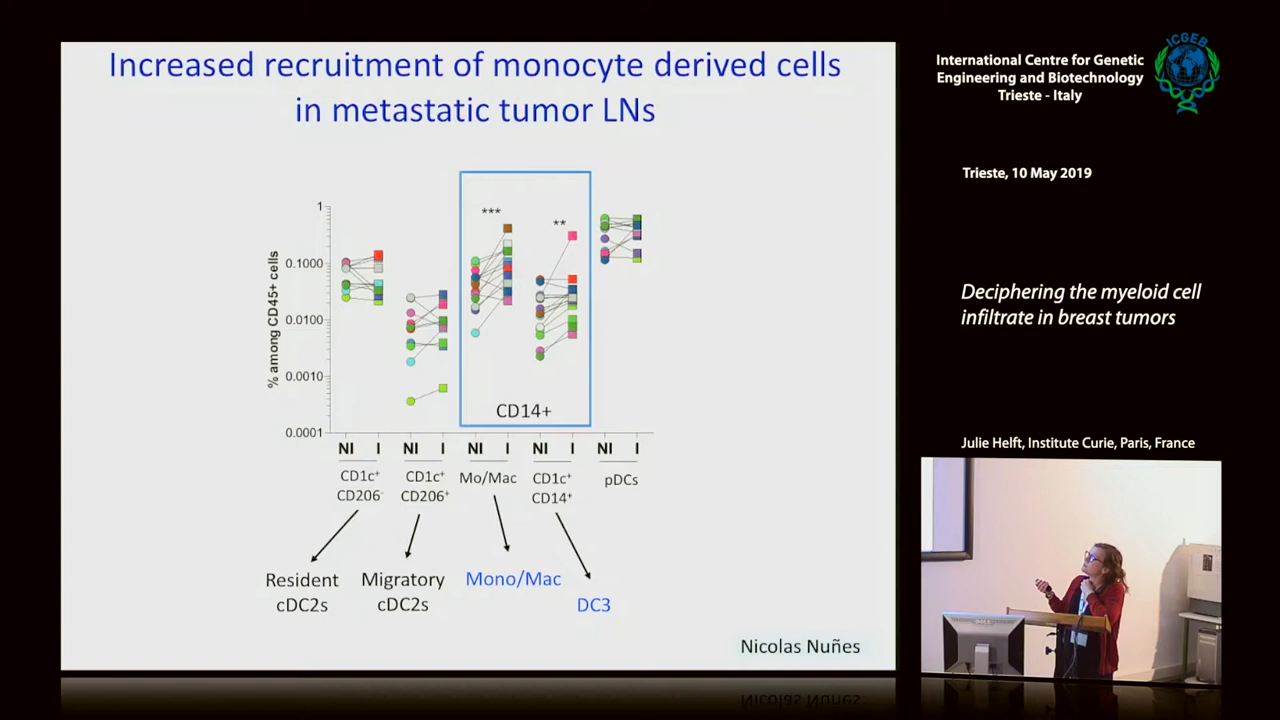 Increased recruitment of monocyte derived cells
in metastatic tumor LNs
% among CD45+ cells
1
0.1000
0.0100
0.0010
0.0001
*** **
CD14+
NI I NI I NI I NI I NI I
CD1c⁺
CD206⁻
CD1c⁺
CD206⁺
Mo/Mac
CD1c⁺
CD14⁺
pDCs
Resident
cDC2s
Migratory
cDC2s
Mono/Mac
DC3
Nicolas Nuñes
International Centre for Genetic
Engineering and Biotechnology
Trieste - Italy
ICGEB
Trieste, 10 May 2019
Deciphering the myeloid cell
infiltrate in breast tumors
Julie Helft, Institute Curie, Paris, France
DELL